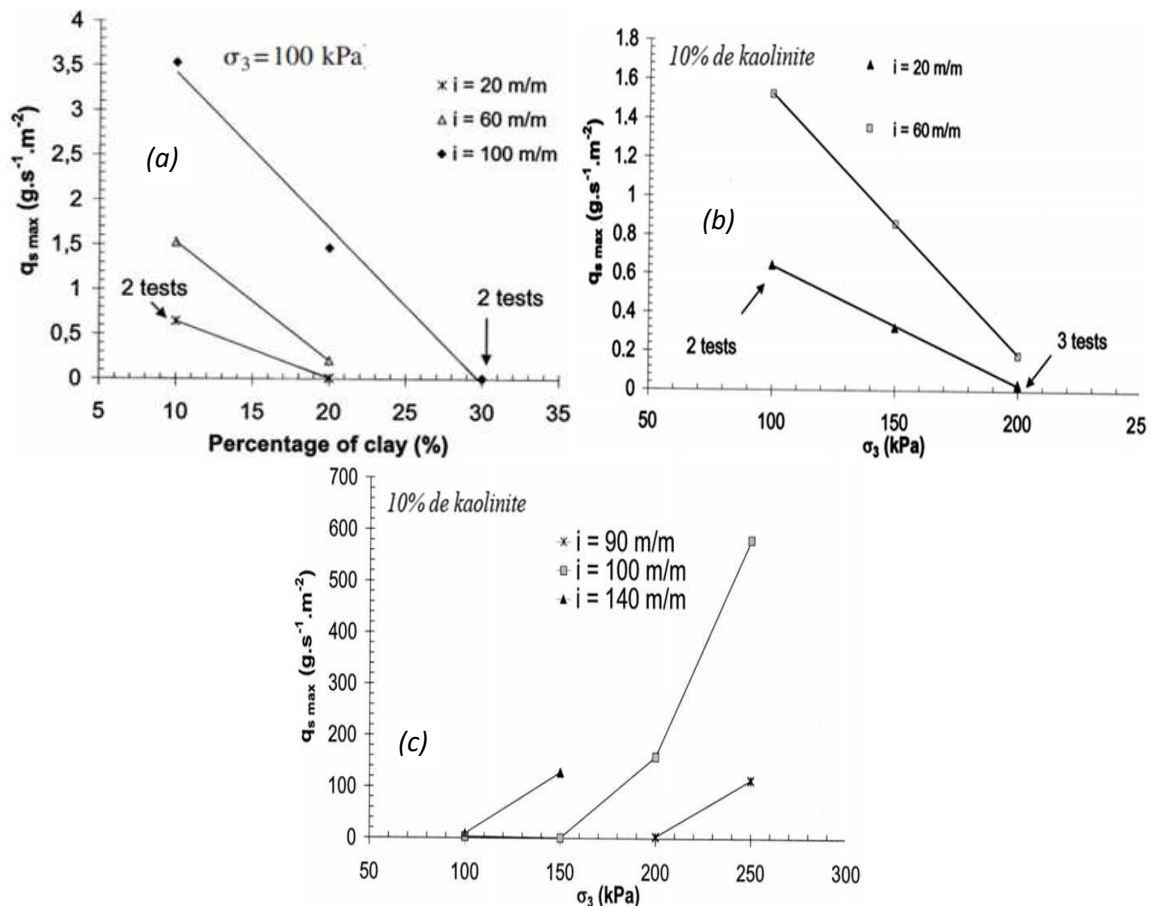 σ₃=100 kPa
i = 20 m/m
i = 60 m/m
i = 100 m/m
(a)
2 tests
2 tests
q_s max (g.s⁻¹.m⁻²)
4
3,5
3
2,5
2
1,5
1
0,5
0
5 10 15 20 25 30 35
Percentage of clay (%)
10% de kaolinite
i = 20 m/m
i = 60 m/m
(b)
2 tests
3 tests
q_s max (g.s⁻¹.m⁻²)
1.8
1.6
1.4
1.2
1
0.8
0.6
0.4
0.2
0
50 100 150 200 25
σ₃ (kPa)
10% de kaolinite
i = 90 m/m
i = 100 m/m
i = 140 m/m
(c)
q_s max (g.s⁻¹.m⁻²)
700
600
500
400
300
200
100
0
50 100 150 200 250 300
σ₃ (kPa)